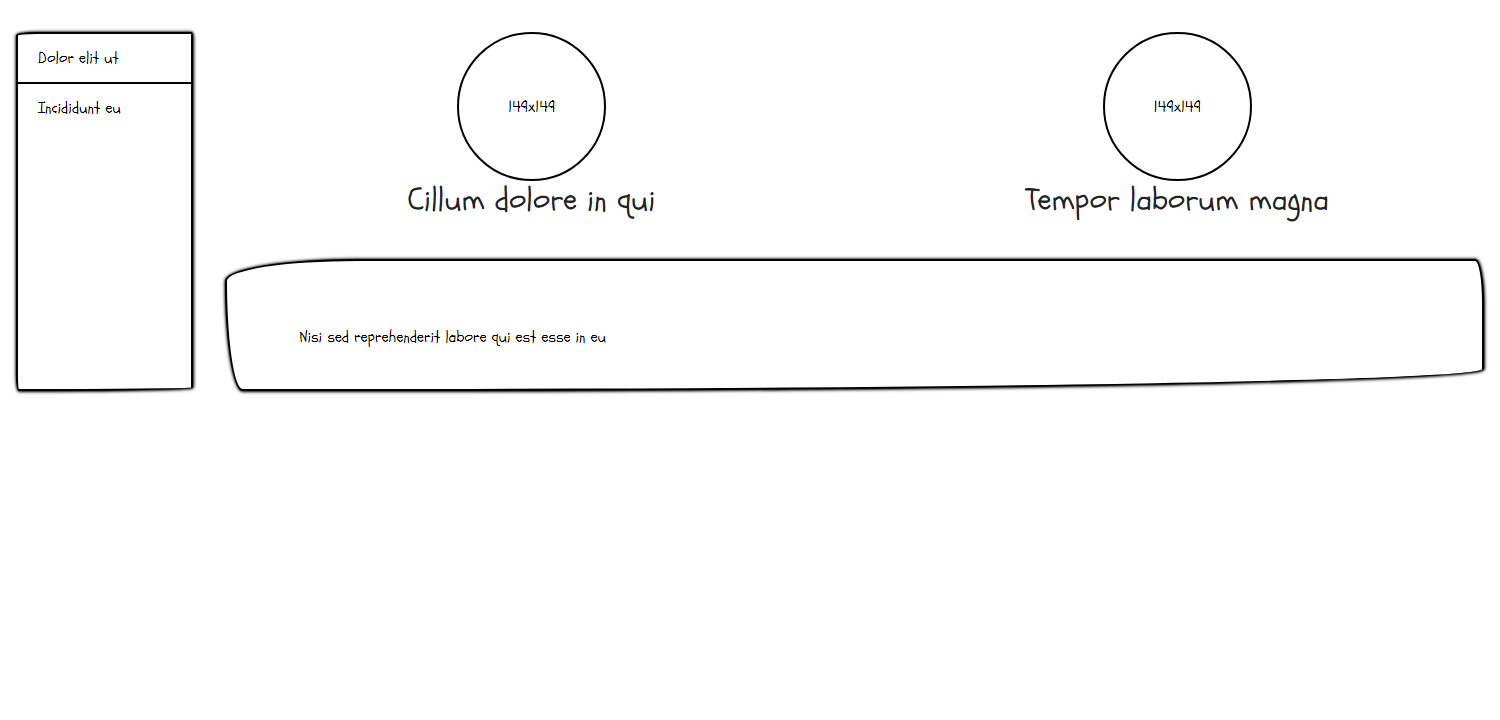 Dolor elit ut
Incididunt eu
149x149
Cillum dolore in qui
149x149
Tempor laborum magna
Nisi sed reprehenderit labore qui est esse in eu